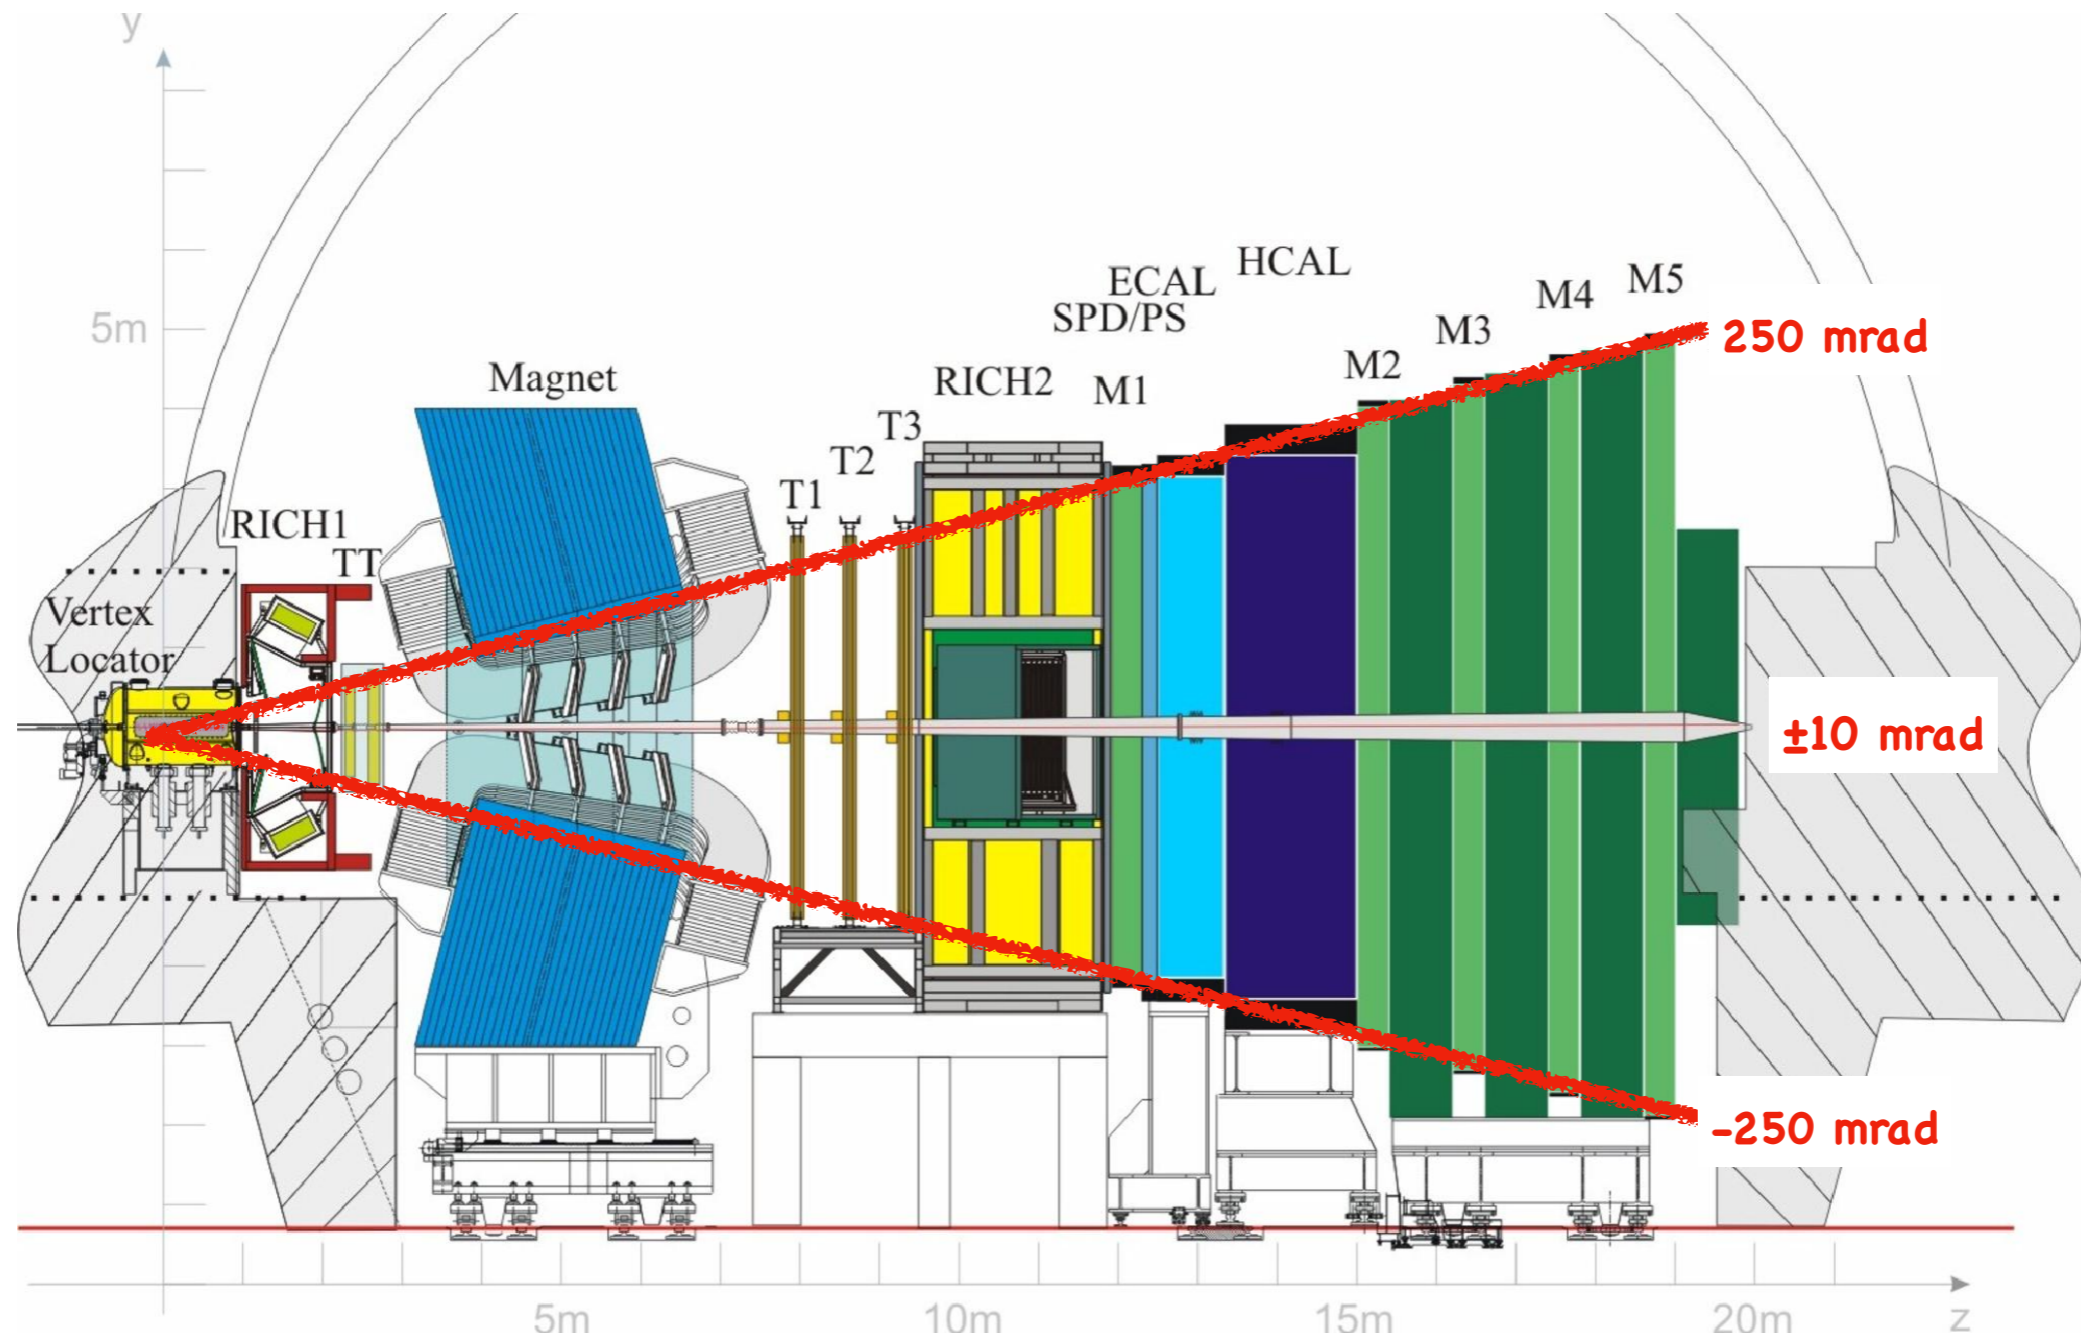 y
5m
HCAL
ECAL
SPD/PS
M5
M4
M3
M2
M1
RICH2
Magnet
T3
T2
T1
RICH1
TT
Vertex
Locator
250 mrad
±10 mrad
-250 mrad
5m
10m
15m
20m
z